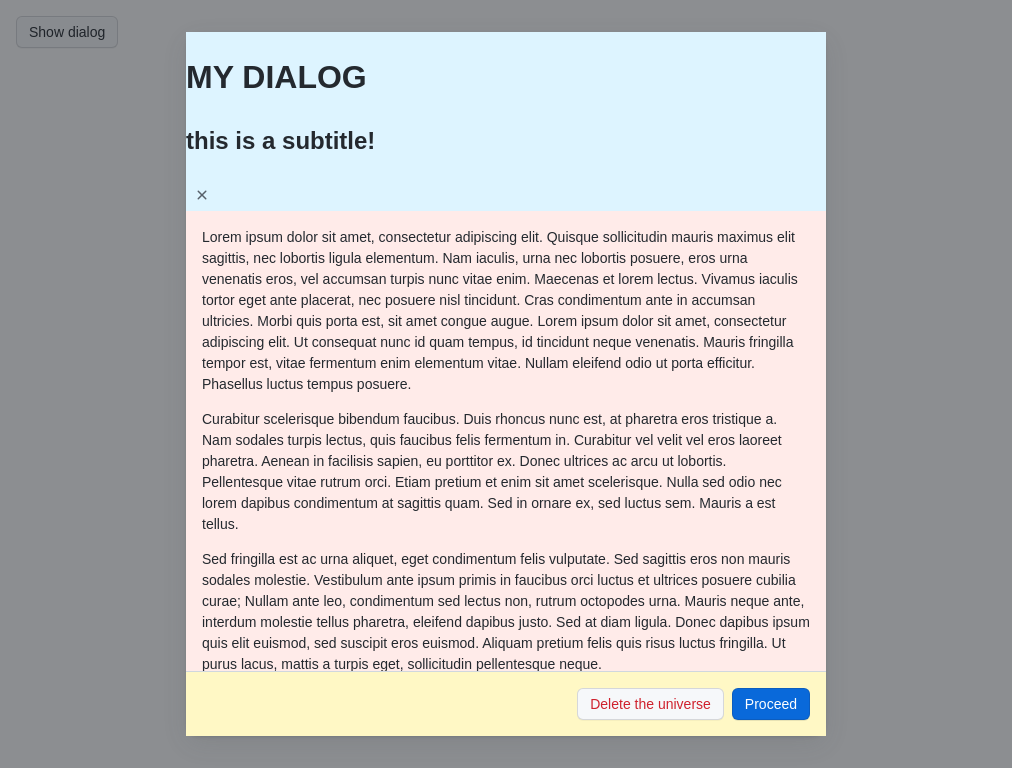 Show dialog
MY DIALOG
this is a subtitle!
Lorem ipsum dolor sit amet, consectetur adipiscing elit. Quisque sollicitudin mauris maximus elit
sagittis, nec lobortis ligula elementum. Nam iaculis, urna nec lobortis posuere, eros urna
venenatis eros, vel accumsan turpis nunc vitae enim. Maecenas et lorem lectus. Vivamus iaculis
tortor eget ante placerat, nec posuere nisl tincidunt. Cras condimentum ante in accumsan
ultricies. Morbi quis porta est, sit amet congue augue. Lorem ipsum dolor sit amet, consectetur
adipiscing elit. Ut consequat nunc id quam tempus, id tincidunt neque venenatis. Mauris fringilla
tempor est, vitae fermentum enim elementum vitae. Nullam eleifend odio ut porta efficitur.
Phasellus luctus tempus posuere.
Curabitur scelerisque bibendum faucibus. Duis rhoncus nunc est, at pharetra eros tristique a.
Nam sodales turpis lectus, quis faucibus felis fermentum in. Curabitur vel velit vel eros laoreet
pharetra. Aenean in facilisis sapien, eu porttitor ex. Donec ultrices ac arcu ut lobortis.
Pellentesque vitae rutrum orci. Etiam pretium et enim sit amet scelerisque. Nulla sed odio nec
lorem dapibus condimentum at sagittis quam. Sed in ornare ex, sed luctus sem. Mauris a est
tellus.
Sed fringilla est ac urna aliquet, eget condimentum felis vulputate. Sed sagittis eros non mauris
sodales molestie. Vestibulum ante ipsum primis in faucibus orci luctus et ultrices posuere cubilia
curae; Nullam ante leo, condimentum sed lectus non, rutrum octopodes urna. Mauris neque ante,
interdum molestie tellus pharetra, eleifend dapibus justo. Sed at diam ligula. Donec dapibus ipsum
quis elit euismod, sed suscipit eros euismod. Aliquam pretium felis quis risus luctus fringilla. Ut
purus lacus, mattis a turpis eget, sollicitudin pellentesque neque.
Delete the universe
Proceed